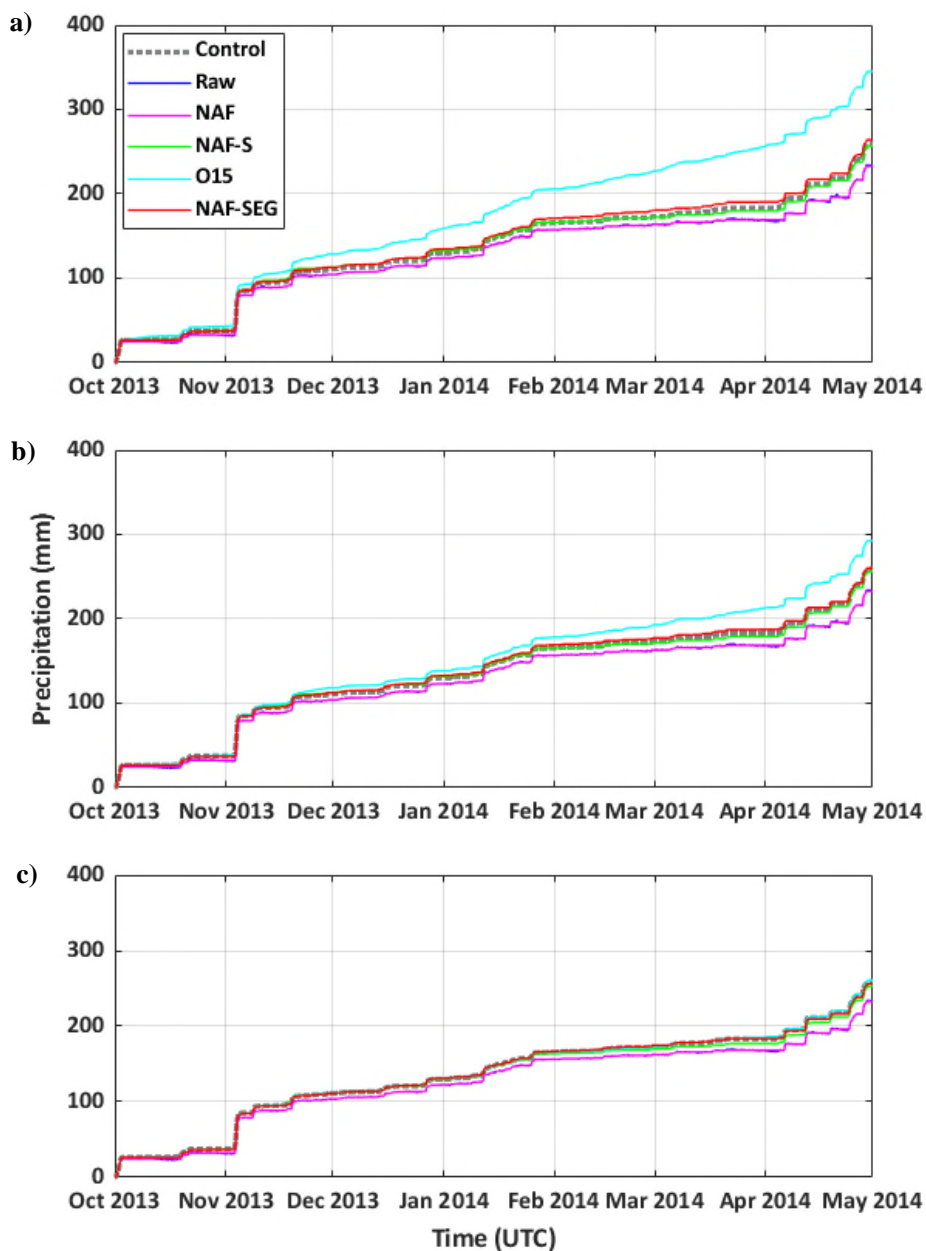 a)
400
300
200
100
0
Control
Raw
NAF
NAF-S
O15
NAF-SEG
Oct 2013 Nov 2013 Dec 2013 Jan 2014 Feb 2014 Mar 2014 Apr 2014 May 2014
b)
400
300
200
100
0
Precipitation (mm)
Oct 2013 Nov 2013 Dec 2013 Jan 2014 Feb 2014 Mar 2014 Apr 2014 May 2014
c)
400
300
200
100
0
Oct 2013 Nov 2013 Dec 2013 Jan 2014 Feb 2014 Mar 2014 Apr 2014 May 2014
Time (UTC)